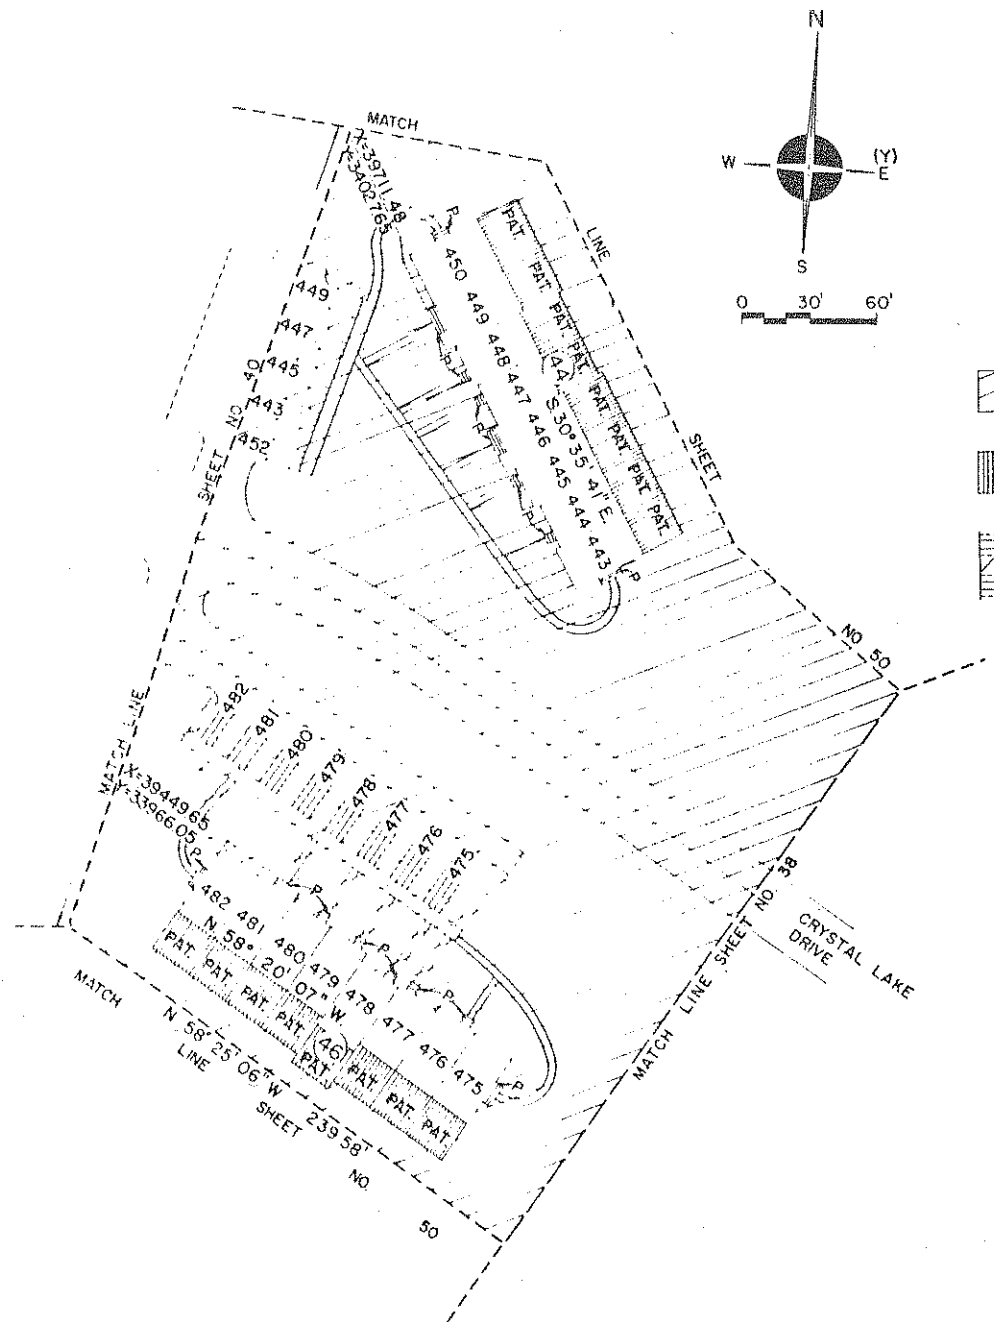 N
W
(Y)
E
S
0 30' 60'
MATCH
LINE
SHEET
NO 50
X=39711.48
Y=34027.65
P
450 449 448 447 446 445 444 443
S. 30° 35' 41" E.
44
PAT. PAT. PAT. PAT. PAT. PAT. PAT. PAT.
P
P
P
P
449
447
445
443
452
MATCH LINE
SHEET NO 40
482'
481
480'
479'
478'
477'
476
475
X=39449.65
Y=33966.05
P
P
P
P
P
482 481 480 479 478 477 476 475
N. 58° 20' 07" W
PAT. PAT. PAT. PAT. PAT. PAT. PAT. PAT.
46
N 58° 25' 06" W 239.58'
MATCH
LINE
SHEET
NO.
50
MATCH LINE SHEET NO. 38
CRYSTAL LAKE
DRIVE